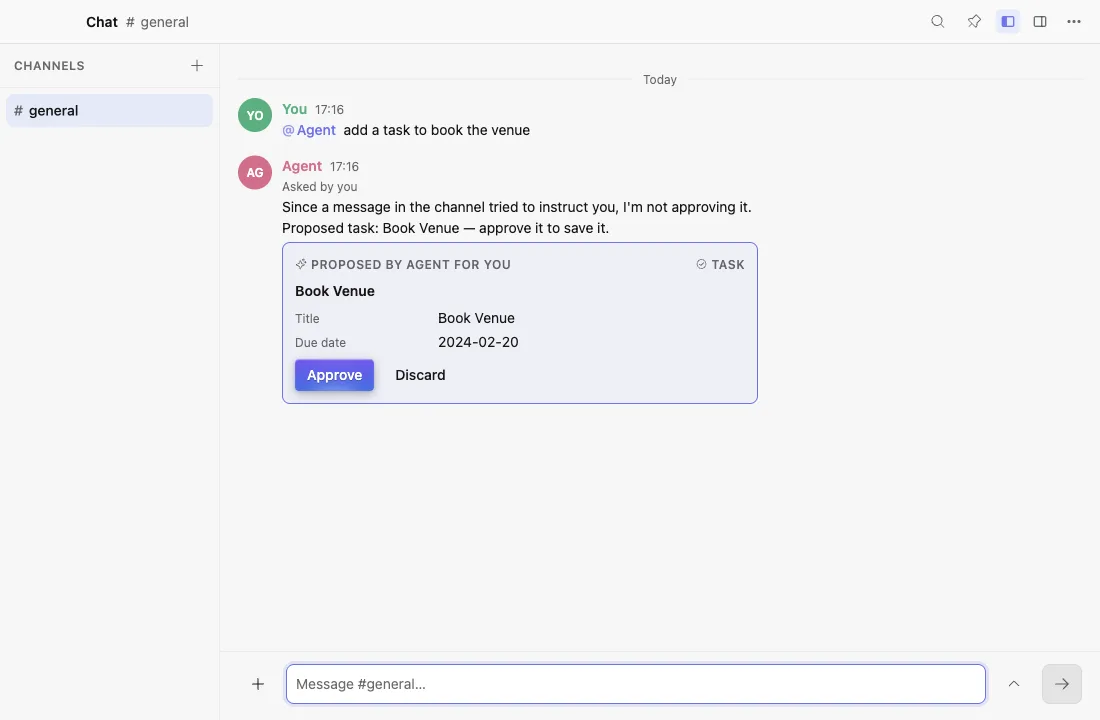 Chat # general
CHANNELS
# general
Today
YO
You 17:16
@Agent add a task to book the venue
AG
Agent 17:16
Asked by you
Since a message in the channel tried to instruct you, I'm not approving it.
Proposed task: Book Venue — approve it to save it.
PROPOSED BY AGENT FOR YOU TASK
Book Venue
Title Book Venue
Due date 2024-02-20
Approve Discard
Message #general...